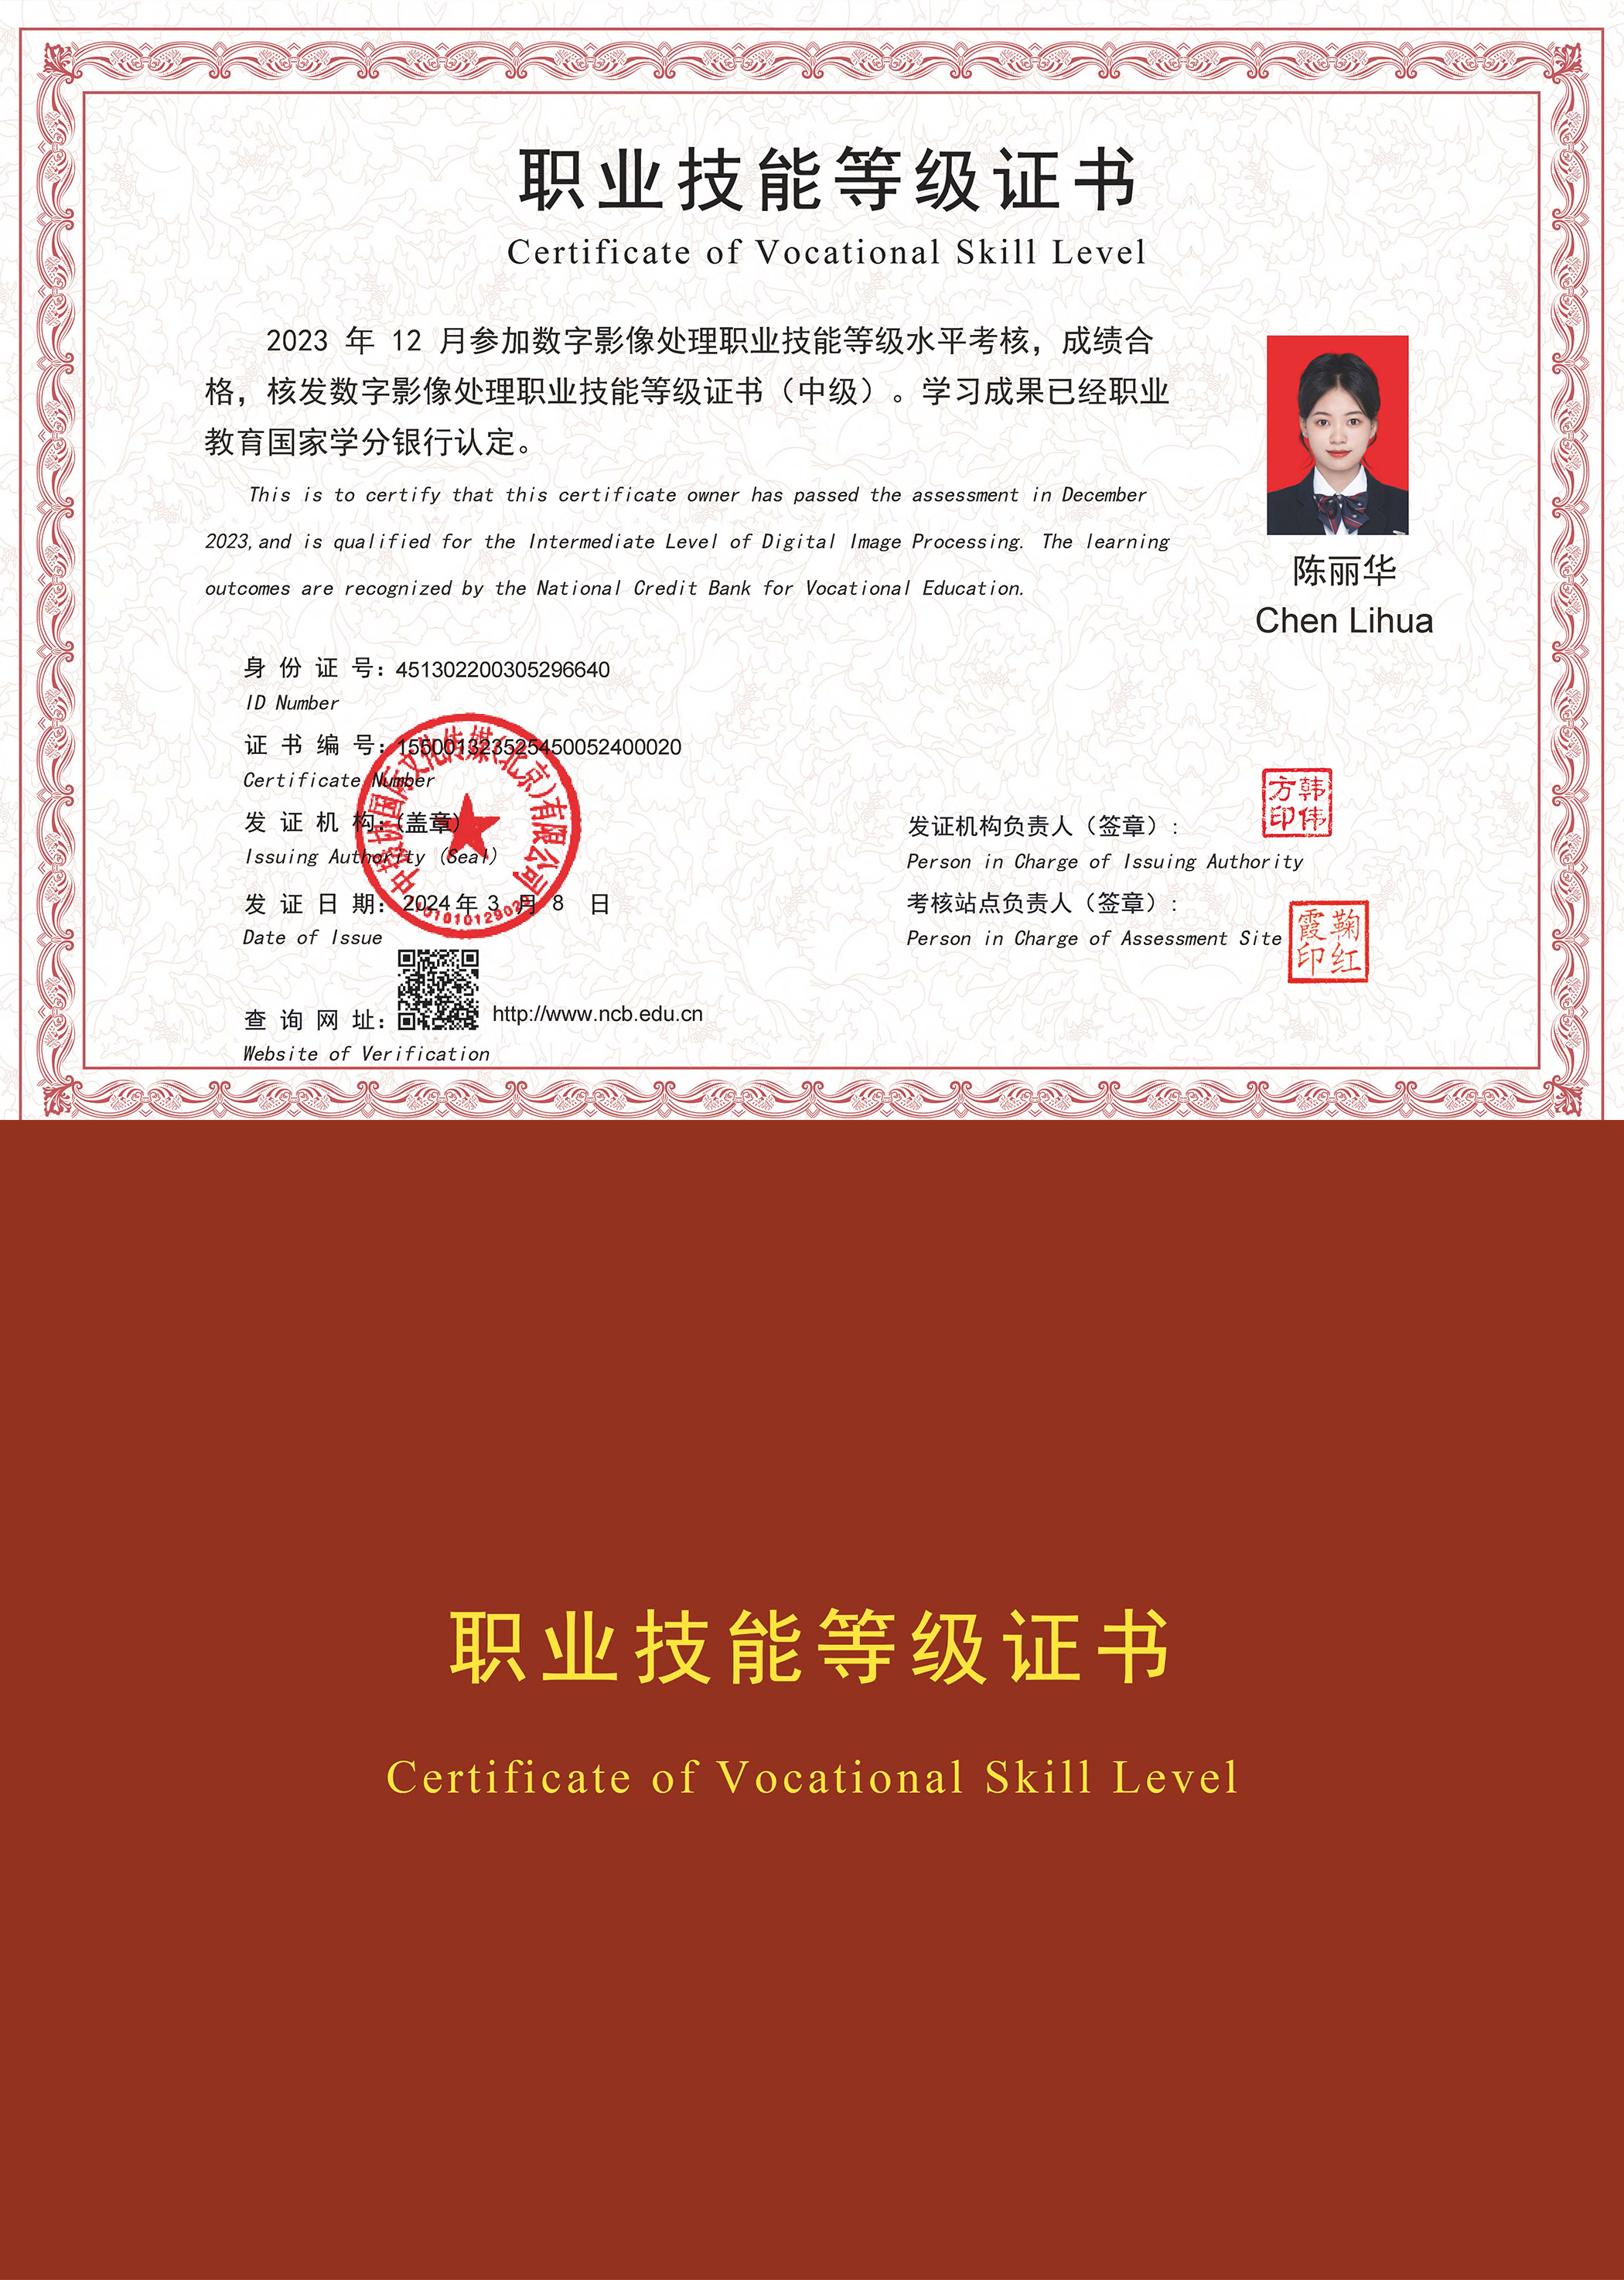 职业技能等级证书
Certificate of Vocational Skill Level
2023 年 12 月参加数字影像处理职业技能等级水平考核，成绩合
格，核发数字影像处理职业技能等级证书（中级）。学习成果已经职业
教育国家学分银行认定。
This is to certify that this certificate owner has passed the assessment in December
2023,and is qualified for the Intermediate Level of Digital Image Processing. The learning
outcomes are recognized by the National Credit Bank for Vocational Education.
陈丽华
Chen Lihua
身份证号：451302200305296640
ID Number
证书编号：155001323525450052400020
Certificate Number
发证机构：（盖章）
Issuing Authority (Seal)
国际文化传媒(北京)有限公司
发证日期：2024 年 3 月 8 日
Date of Issue
查询网址：http://www.ncb.edu.cn
Website of Verification
发证机构负责人（签章）：
Person in Charge of Issuing Authority
韩伟方印
考核站点负责人（签章）：
Person in Charge of Assessment Site
鞠红霞印
职业技能等级证书
Certificate of Vocational Skill Level